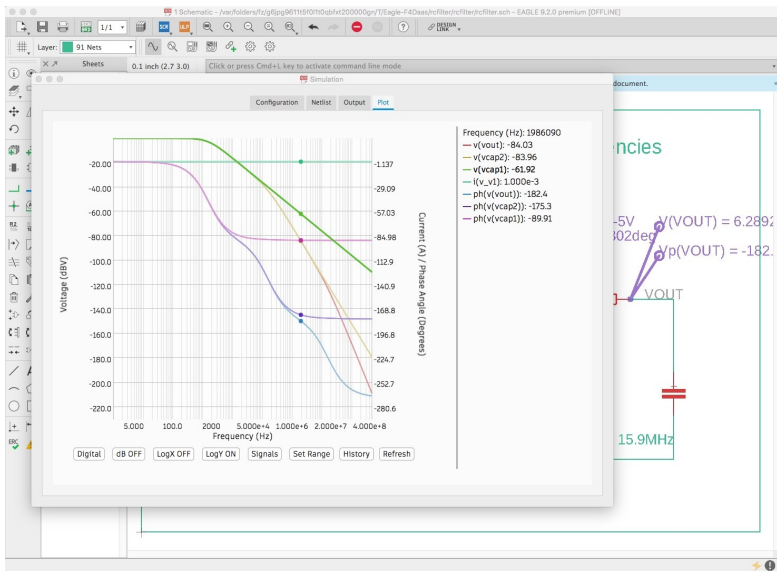 1 Schematic - /var/folders/fz/g6jpg9611t5f01t0qbfxt200000gn/T/Eagle-F4Daas/rcfilter/rcfilter.sch - EAGLE 9.2.0 premium [OFFLINE]
1/1
SCR
ULP
DESIGN
LINK
Layer:
91 Nets
Sheets
0.1 inch (2.7 3.0)
Click or press Cmd+L key to activate command line mode
Simulation
document.
Configuration
Netlist
Output
Plot
Frequency (Hz): 1986090
v(vout): -84.03
v(vcap2): -83.96
v(vcap1): -61.92
i(v_v1): 1.000e-3
ph(v(vout)): -182.4
ph(v(vcap2)): -175.3
ph(v(vcap1)): -89.91
-20.00
-40.00
-60.00
-80.00
-100.0
-120.0
-140.0
-160.0
-180.0
-200.0
-220.0
Voltage (dBV)
-1.137
-29.09
-57.03
-84.98
-112.9
-140.9
-168.8
-196.8
-224.7
-252.7
-280.6
Current (A) / Phase Angle (Degrees)
5.000
100.0
2000
5.000e+4
1.000e+6
2.000e+7
4.000e+8
Frequency (Hz)
Digital
dB OFF
LogX OFF
LogY ON
Signals
Set Range
History
Refresh
ncies
-5V
V(VOUT) = 6.2892
302deg
Vp(VOUT) = -182.
VOUT
15.9MHz
ERC